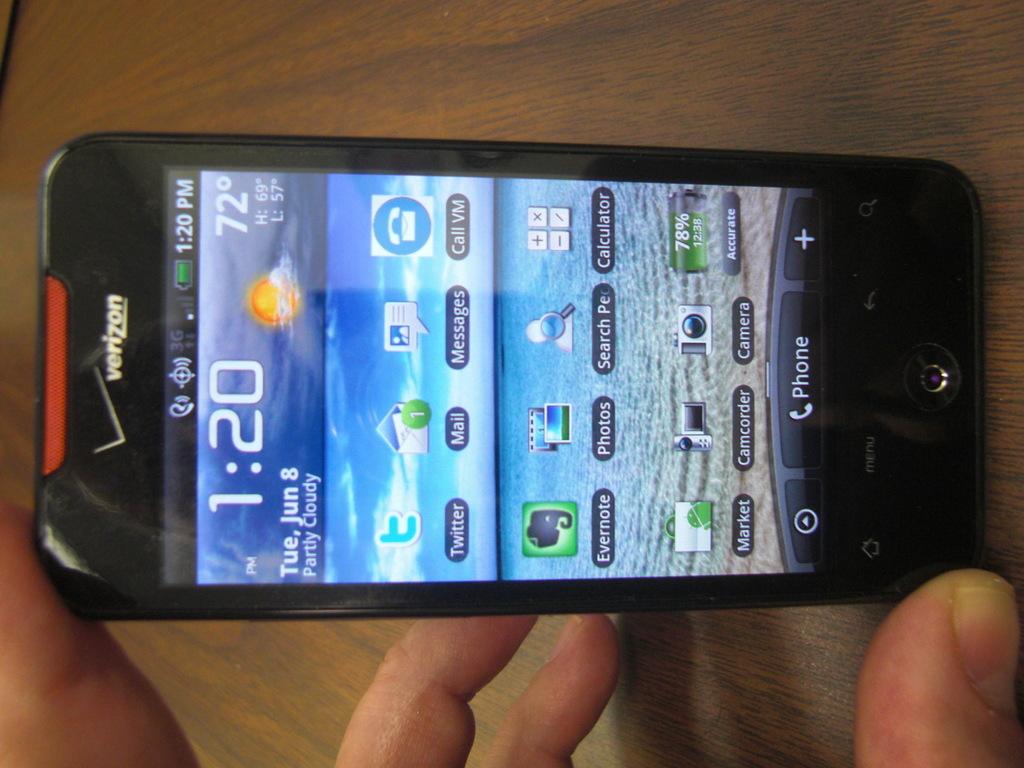 verizon
3G 1:20 PM
1:20
PM
72°
H: 69°
L: 57°
Tue, Jun 8
Partly Cloudy
t 1
Twitter Mail Messages Call VM
+ × − /
Evernote Photos Search Pe Calculator
78%
12:38
Market Camcorder Camera Accurate
Phone +
MENU